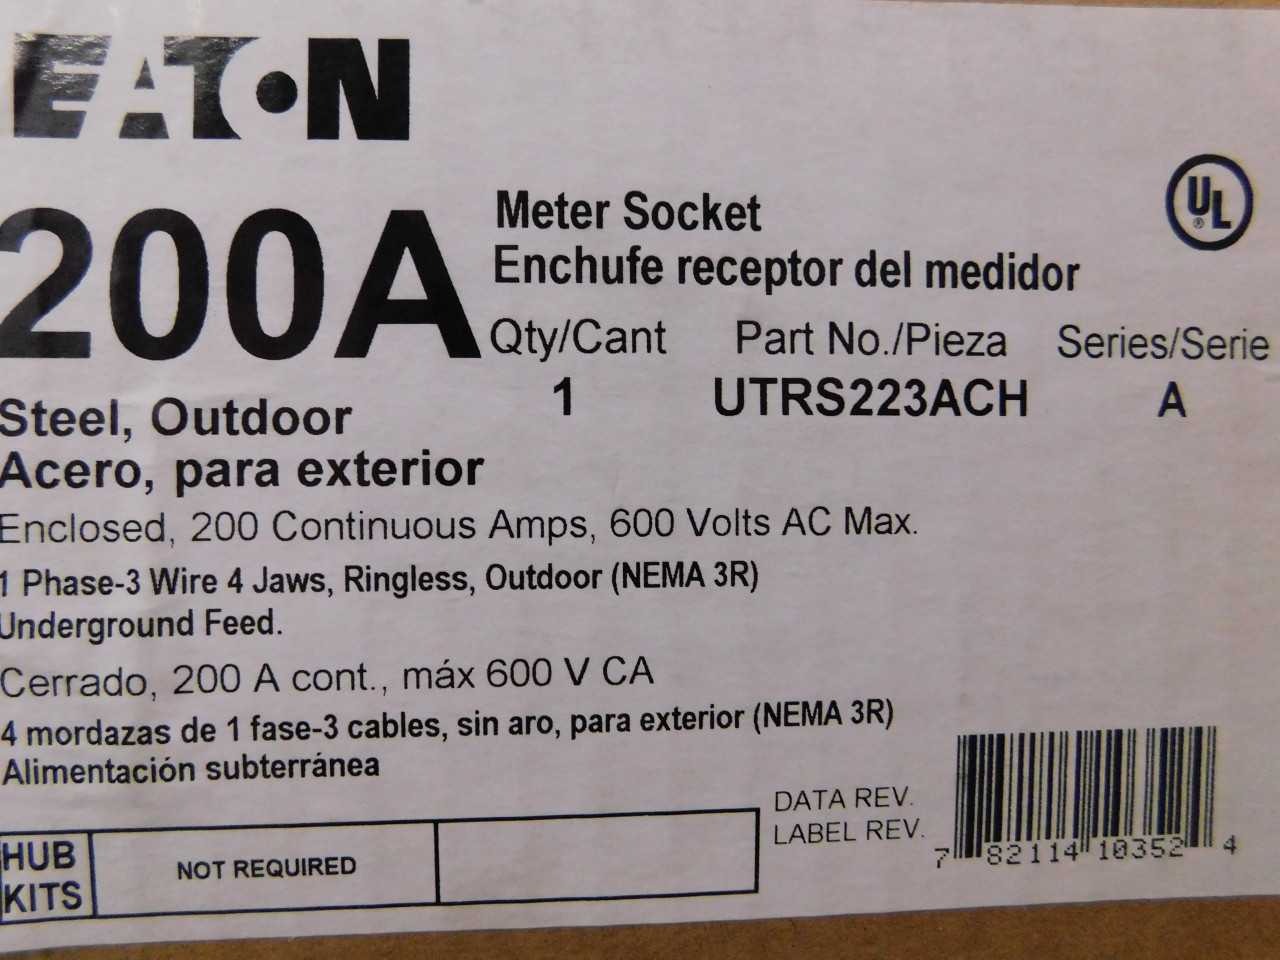 EATON
200A
Meter Socket
Enchufe receptor del medidor
UL
®
Qty/Cant Part No./Pieza Series/Serie
1 UTRS223ACH A
Steel, Outdoor
Acero, para exterior
Enclosed, 200 Continuous Amps, 600 Volts AC Max.
1 Phase-3 Wire 4 Jaws, Ringless, Outdoor (NEMA 3R)
Underground Feed.
Cerrado, 200 A cont., máx 600 V CA
4 mordazas de 1 fase-3 cables, sin aro, para exterior (NEMA 3R)
Alimentación subterránea
HUB KITS NOT REQUIRED
DATA REV.
LABEL REV.
7 82114 10352 4